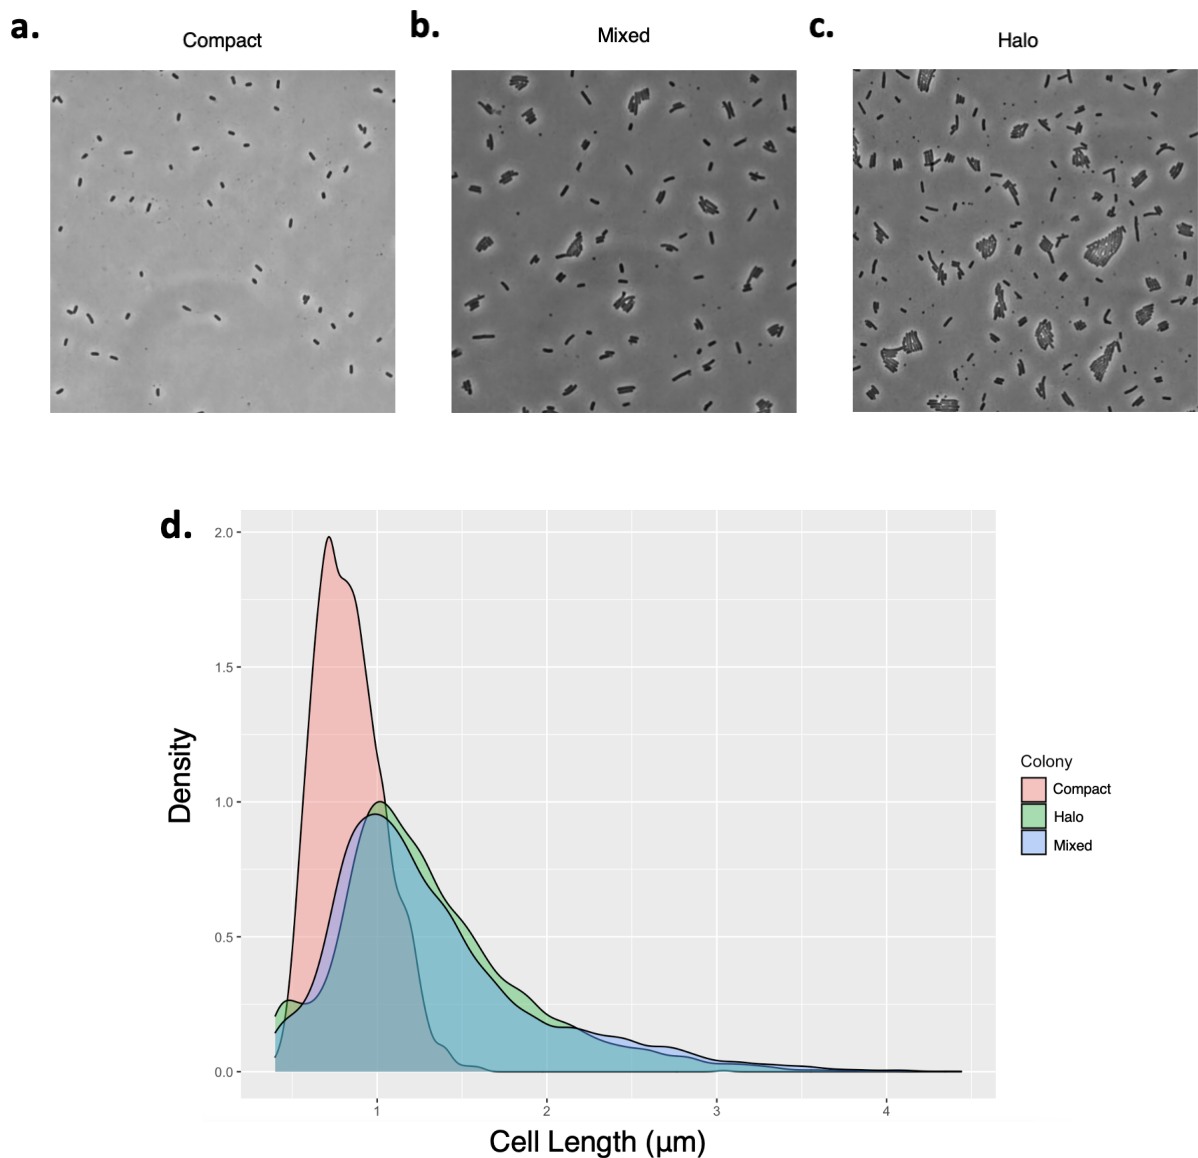 a.
Compact
b.
Mixed
c.
Halo
d.
2.0
1.5
1.0
0.5
0.0
Density
1
2
3
4
Cell Length (µm)
Colony
Compact
Halo
Mixed